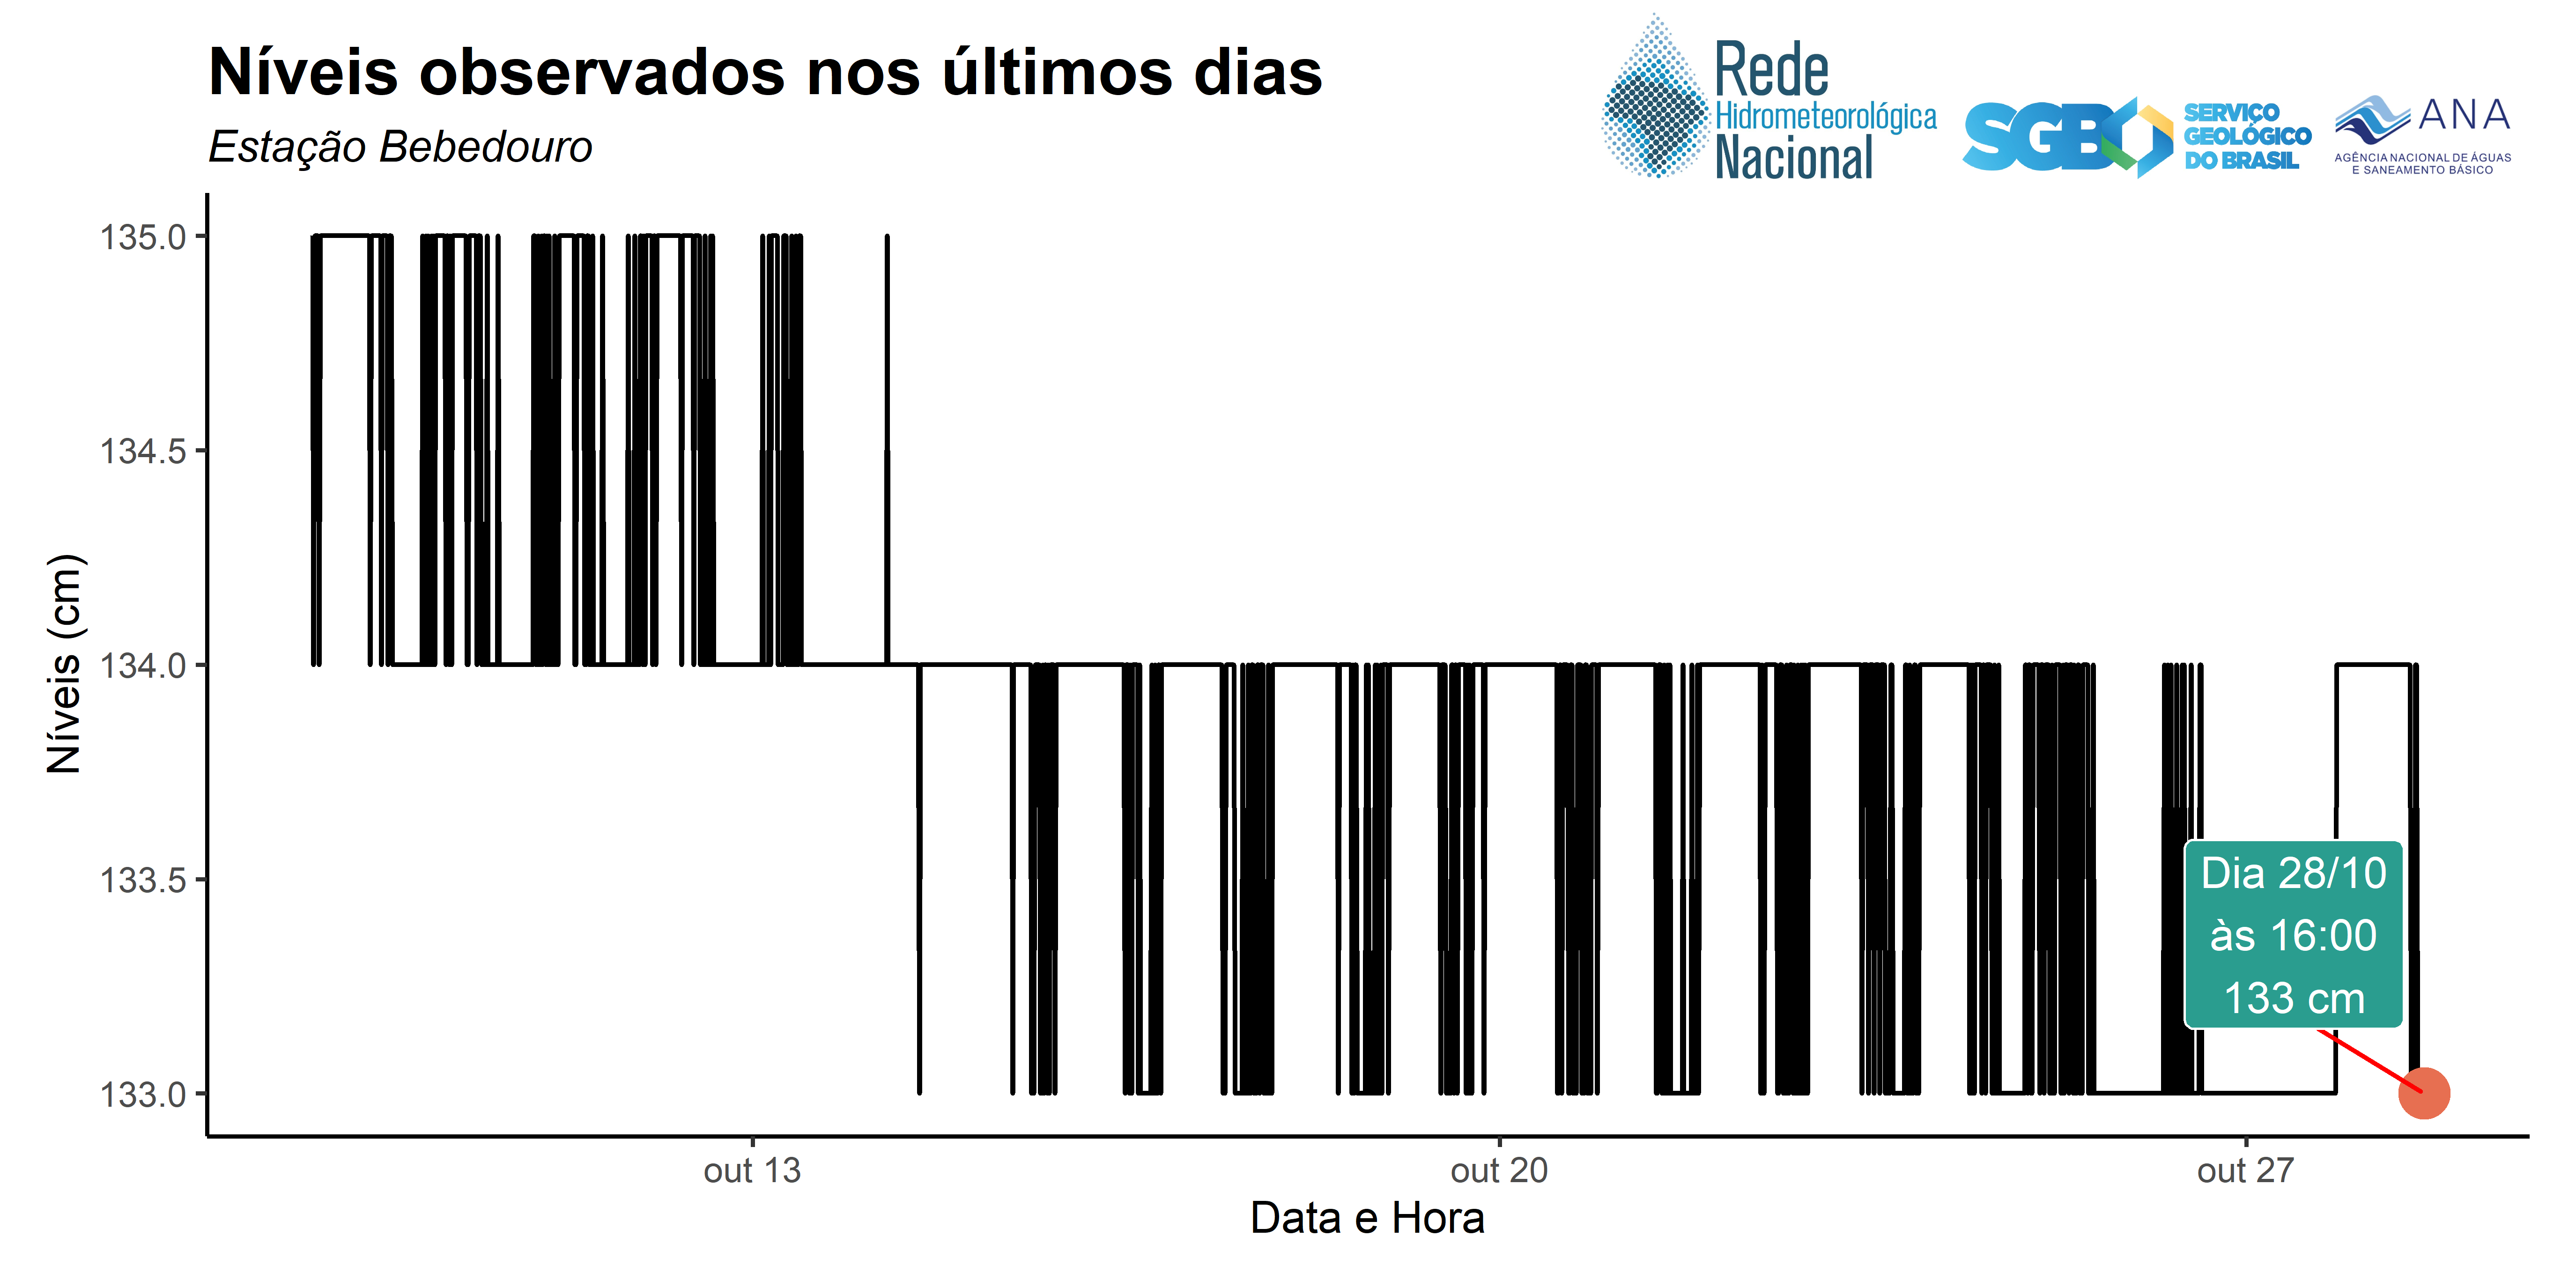 Níveis observados nos últimos dias
Estação Bebedouro
Rede
Hidrometeorológica
Nacional
SGB
SERVIÇO
GEOLÓGICO
DO BRASIL
ANA
AGÊNCIA NACIONAL DE ÁGUAS
E SANEAMENTO BÁSICO
Níveis (cm)
135.0
134.5
134.0
133.5
133.0
Dia 28/10
às 16:00
133 cm
out 13
out 20
out 27
Data e Hora